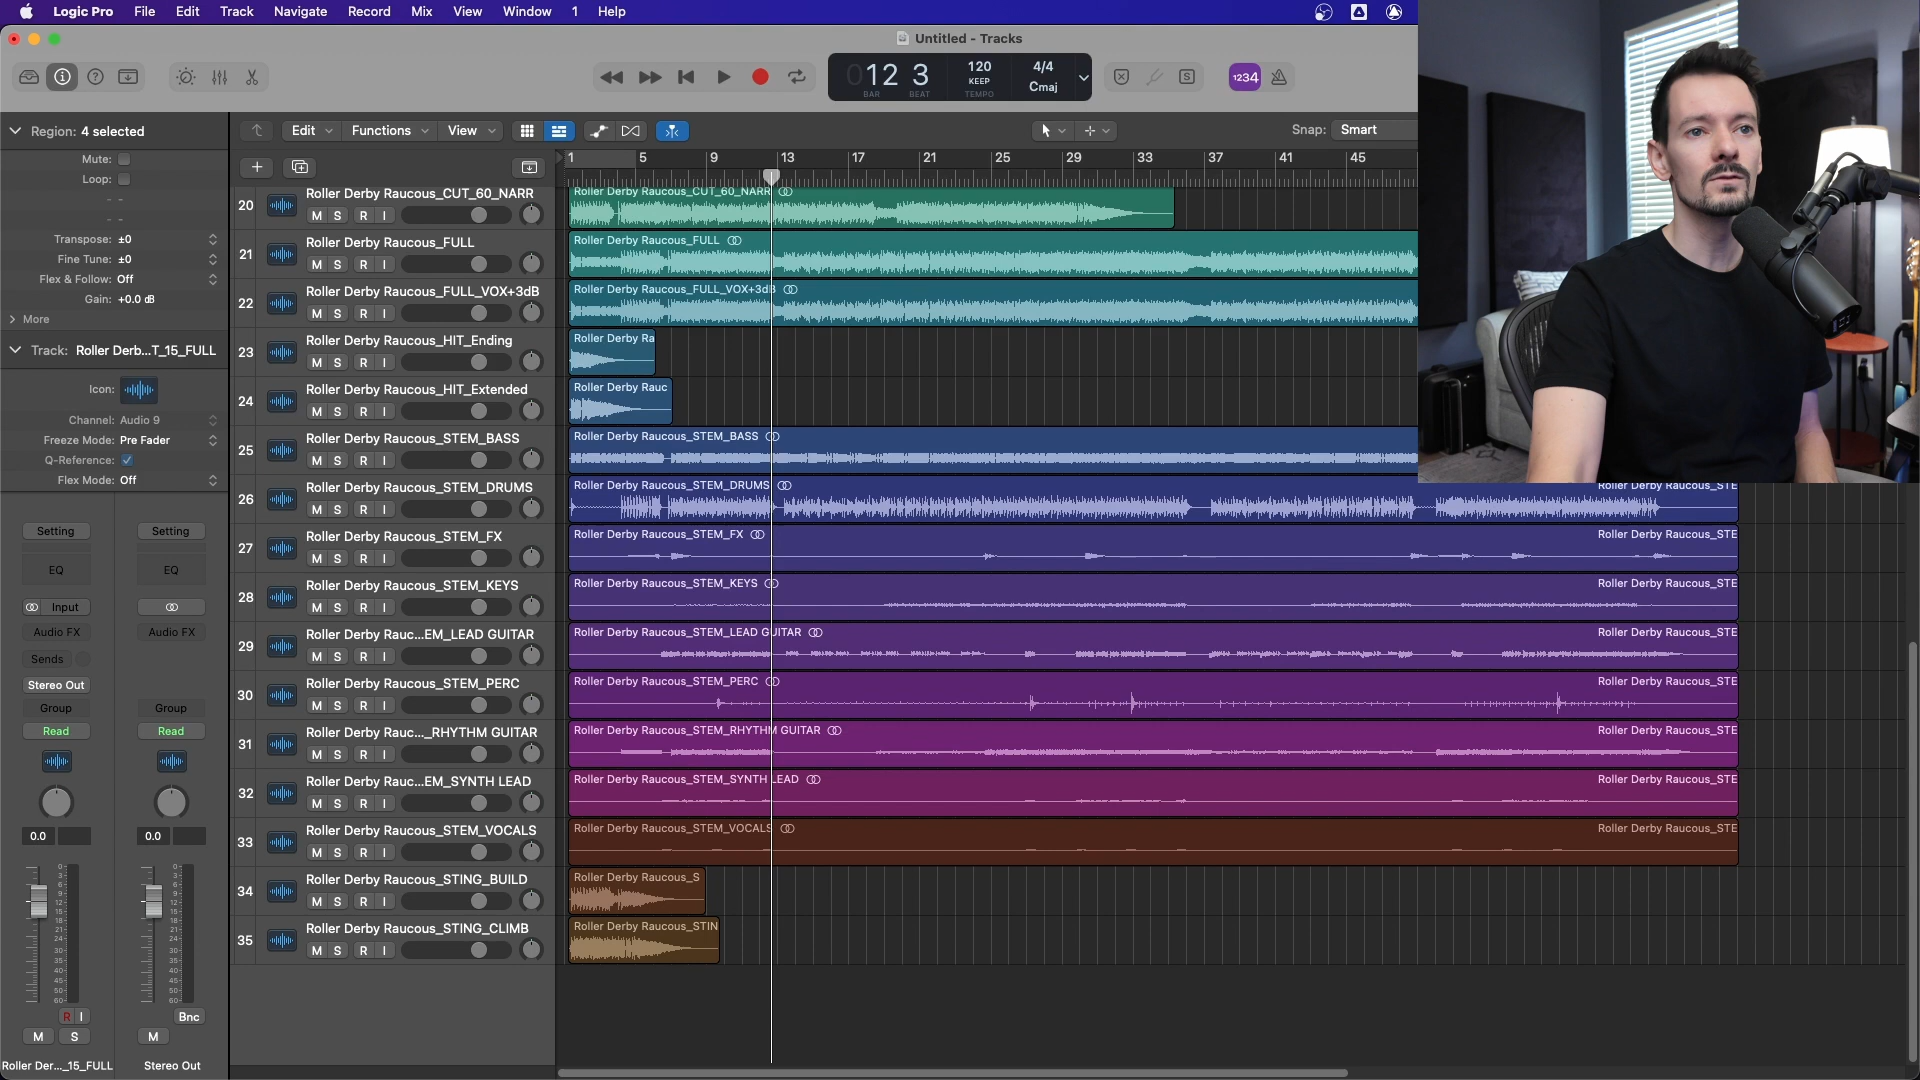 Logic Pro File Edit Track Navigate Record Mix View Window 1 Help
Untitled - Tracks
012 3
BAR BEAT
120
KEEP
TEMPO
4/4
Cmaj
S
1234
Region: 4 selected
Mute:
Loop:
Transpose: ±0
Fine Tune: ±0
Flex & Follow: Off
Gain: +0.0 dB
More
Track: Roller Derb...T_15_FULL
Icon:
Channel: Audio 9
Freeze Mode: Pre Fader
Q-Reference:
Flex Mode: Off
Setting Setting
EQ EQ
Input
Audio FX Audio FX
Sends
Stereo Out
Group Group
Read Read
0.0 0.0
R I Bnc
M S M
Roller Der..._15_FULL Stereo Out
Edit Functions View
Snap: Smart
1 5 9 13 17 21 25 29 33 37 41 45
20 Roller Derby Raucous_CUT_60_NARR
M S R I
Roller Derby Raucous_CUT_60_NARR
21 Roller Derby Raucous_FULL
M S R I
Roller Derby Raucous_FULL
22 Roller Derby Raucous_FULL_VOX+3dB
M S R I
Roller Derby Raucous_FULL_VOX+3dB
23 Roller Derby Raucous_HIT_Ending
M S R I
Roller Derby Ra
24 Roller Derby Raucous_HIT_Extended
M S R I
Roller Derby Rauc
25 Roller Derby Raucous_STEM_BASS
M S R I
Roller Derby Raucous_STEM_BASS
26 Roller Derby Raucous_STEM_DRUMS
M S R I
Roller Derby Raucous_STEM_DRUMS Roller Derby Raucous_STE
27 Roller Derby Raucous_STEM_FX
M S R I
Roller Derby Raucous_STEM_FX Roller Derby Raucous_STE
28 Roller Derby Raucous_STEM_KEYS
M S R I
Roller Derby Raucous_STEM_KEYS Roller Derby Raucous_STE
29 Roller Derby Rauc...EM_LEAD GUITAR
M S R I
Roller Derby Raucous_STEM_LEAD GUITAR Roller Derby Raucous_STE
30 Roller Derby Raucous_STEM_PERC
M S R I
Roller Derby Raucous_STEM_PERC Roller Derby Raucous_STE
31 Roller Derby Rauc..._RHYTHM GUITAR
M S R I
Roller Derby Raucous_STEM_RHYTHM GUITAR Roller Derby Raucous_STE
32 Roller Derby Rauc...EM_SYNTH LEAD
M S R I
Roller Derby Raucous_STEM_SYNTH LEAD Roller Derby Raucous_STE
33 Roller Derby Raucous_STEM_VOCALS
M S R I
Roller Derby Raucous_STEM_VOCALS Roller Derby Raucous_STE
34 Roller Derby Raucous_STING_BUILD
M S R I
Roller Derby Raucous_S
35 Roller Derby Raucous_STING_CLIMB
M S R I
Roller Derby Raucous_STIN